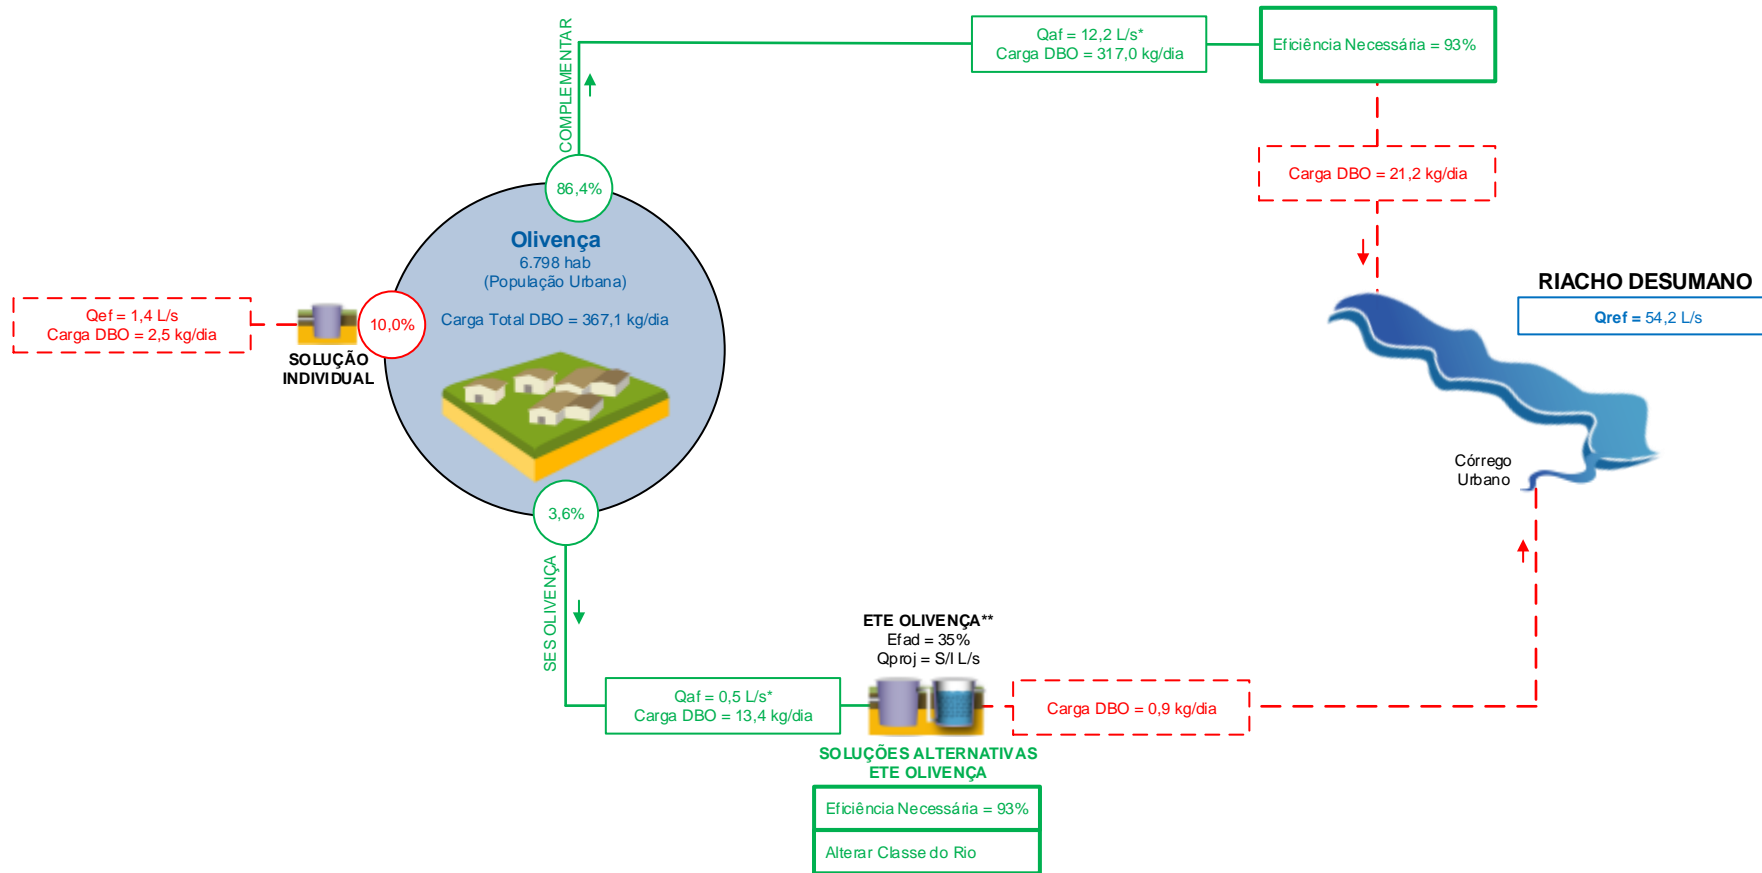 COMPLEMENTAR
Qaf = 12,2 L/s*
Carga DBO = 317,0 kg/dia
Eficiência Necessária = 93%
Carga DBO = 21,2 kg/dia
86,4%
Olivença
6.798 hab
(População Urbana)
Carga Total DBO = 367,1 kg/dia
Qef = 1,4 L/s
Carga DBO = 2,5 kg/dia
10,0%
SOLUÇÃO
INDIVIDUAL
RIACHO DESUMANO
Qref = 54,2 L/s
Córrego
Urbano
3,6%
SES OLIVENÇA
ETE OLIVENÇA**
Efad = 35%
Qproj = S/I L/s
Qaf = 0,5 L/s*
Carga DBO = 13,4 kg/dia
Carga DBO = 0,9 kg/dia
SOLUÇÕES ALTERNATIVAS
ETE OLIVENÇA
Eficiência Necessária = 93%
Alterar Classe do Rio